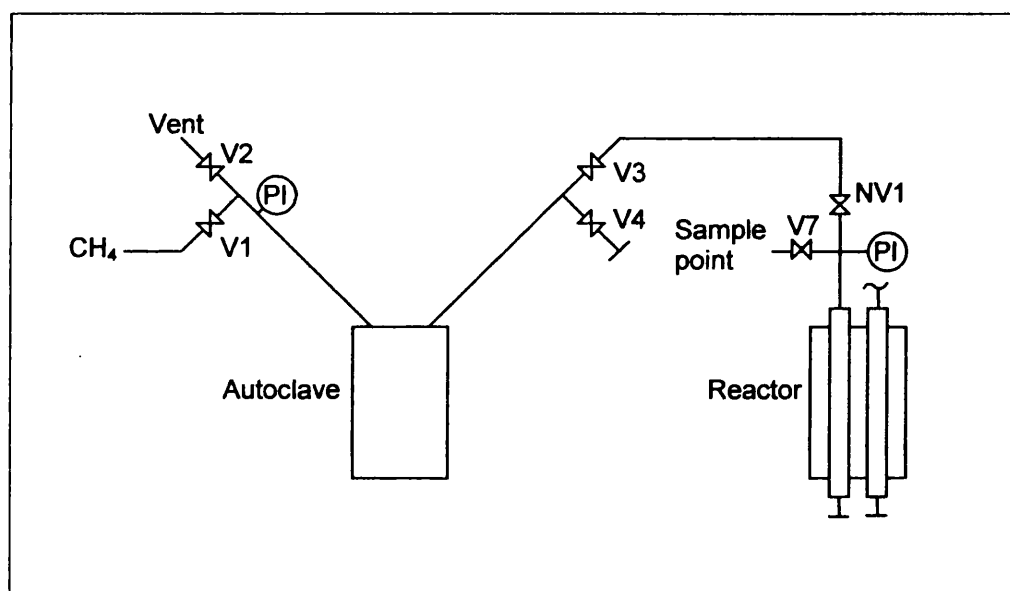 Vent
V2
PI
V1
CH₄
V3
V4
NV1
V7
Sample
point
PI
Autoclave
Reactor